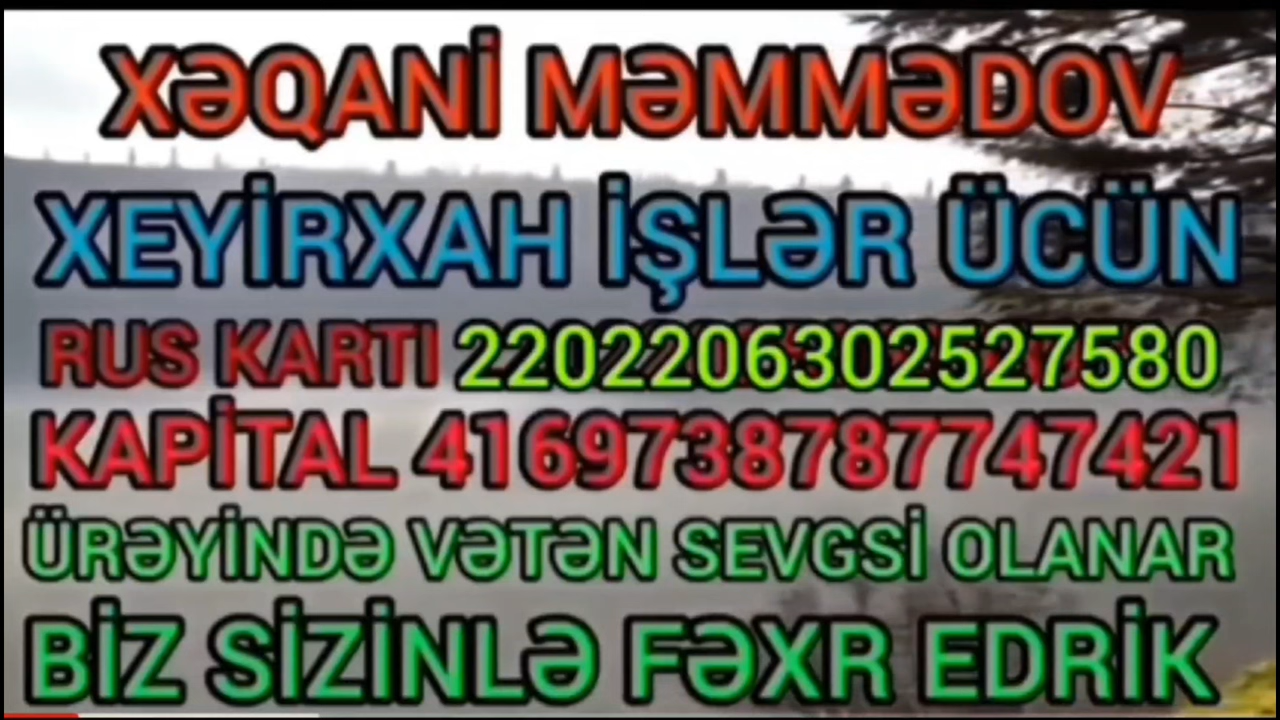 XƏQANİ MƏMMƏDOV
XEYİRXAH İŞLƏR ÜCÜN
RUS KARTI 2202206302527580
KAPİTAL 4169738787747421
ÜRƏYİNDƏ VƏTƏN SEVGSİ OLANAR
BİZ SİZİNLƏ FƏXR EDRİK